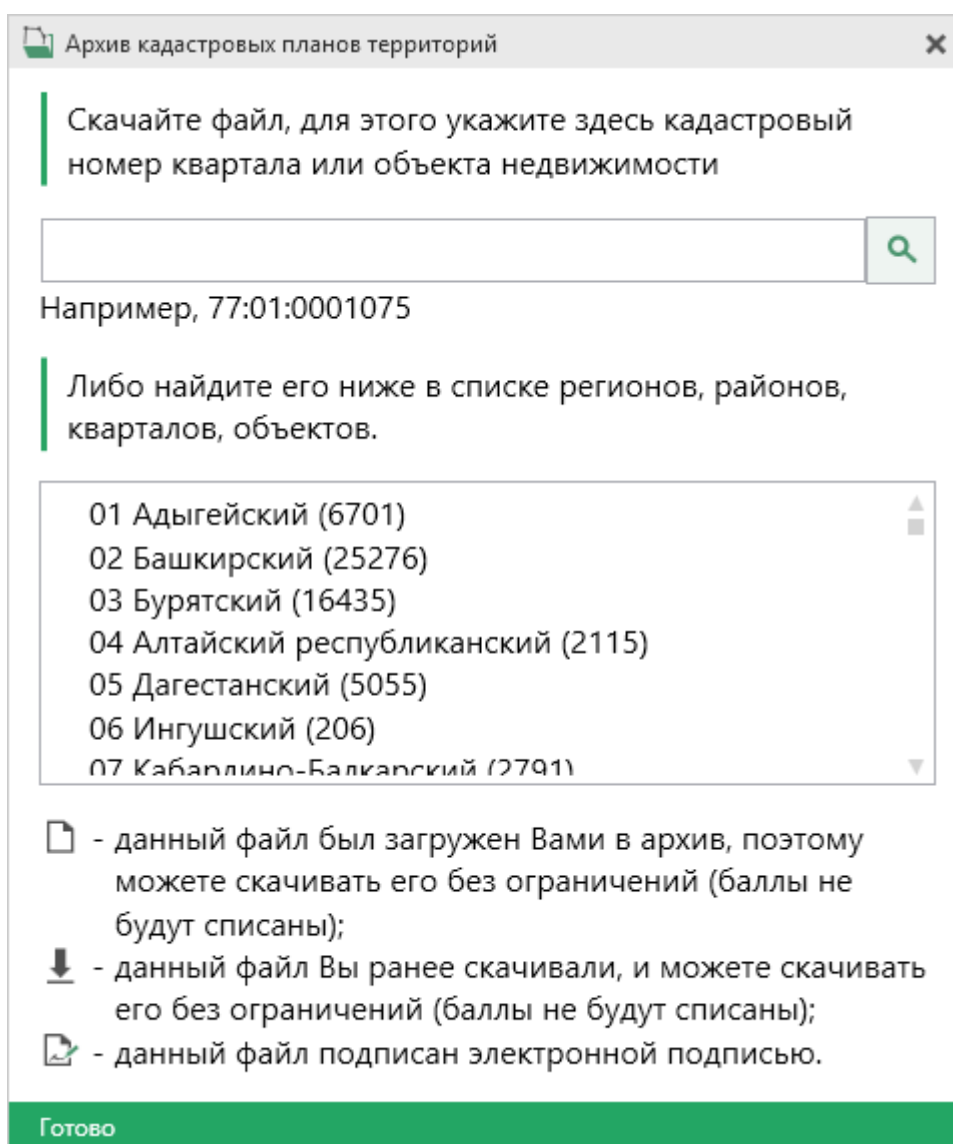 Архив кадастровых планов территорий
Скачайте файл, для этого укажите здесь кадастровый
номер квартала или объекта недвижимости
Например, 77:01:0001075
Либо найдите его ниже в списке регионов, районов,
кварталов, объектов.
01 Адыгейский (6701)
02 Башкирский (25276)
03 Бурятский (16435)
04 Алтайский республиканский (2115)
05 Дагестанский (5055)
06 Ингушский (206)
07 Кабардино-Балкарский (2791)
- данный файл был загружен Вами в архив, поэтому
можете скачивать его без ограничений (баллы не
будут списаны);
- данный файл Вы ранее скачивали, и можете скачивать
его без ограничений (баллы не будут списаны);
- данный файл подписан электронной подписью.
Готово